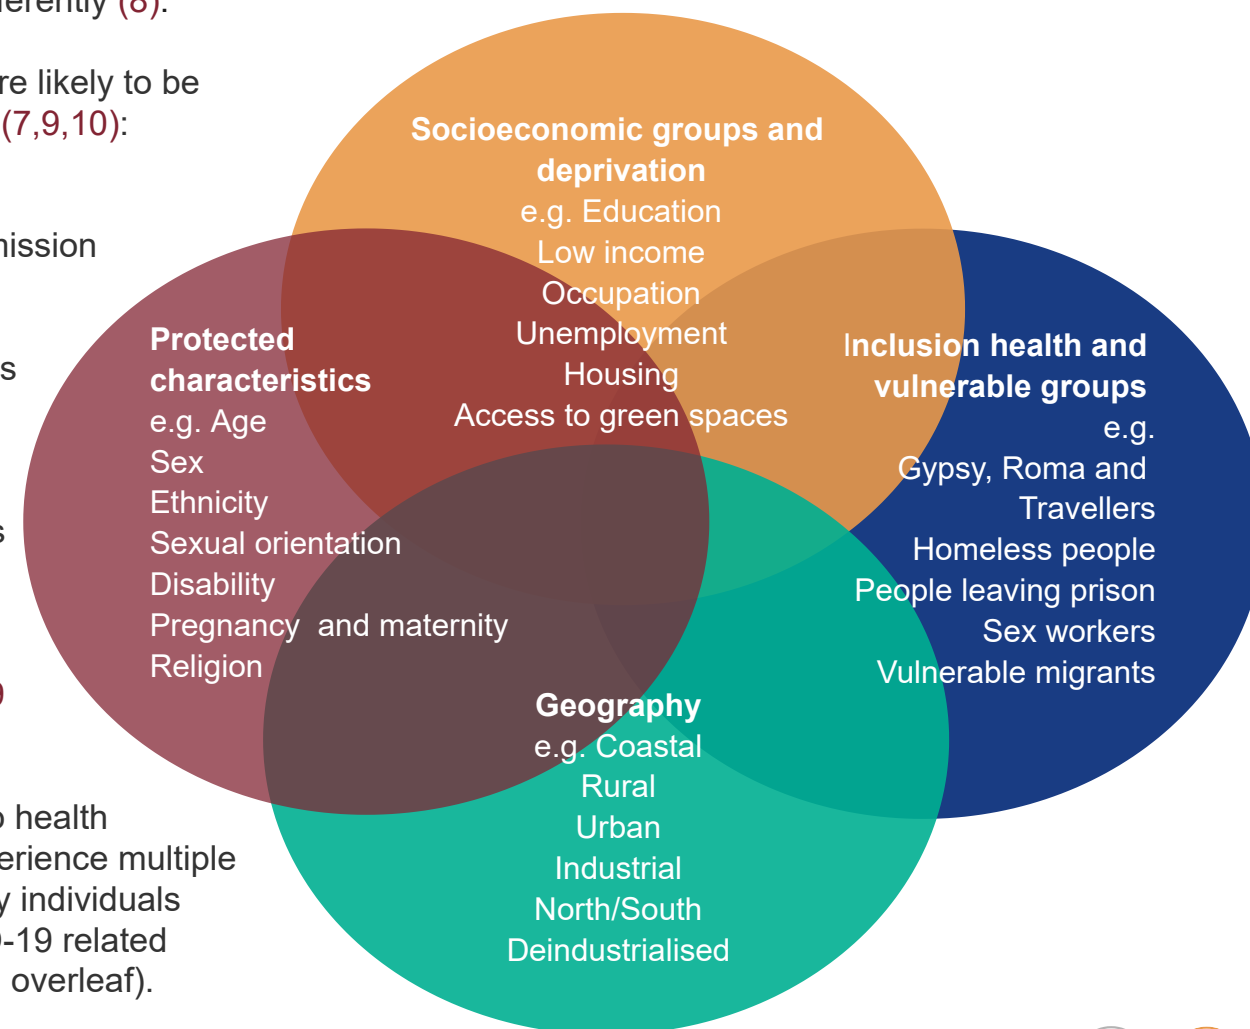 erently (8).
re likely to be
(7,9,10):
nission
s
s
9
o health
erience multiple
y individuals
-19 related
overleaf).
Socioeconomic groups and
deprivation
e.g. Education
Low income
Occupation
Unemployment
Housing
Access to green spaces
Protected
characteristics
e.g. Age
Sex
Ethnicity
Sexual orientation
Disability
Pregnancy  and maternity
Religion
Inclusion health and
vulnerable groups
e.g.
Gypsy, Roma and
Travellers
Homeless people
People leaving prison
Sex workers
Vulnerable migrants
Geography
e.g. Coastal
Rural
Urban
Industrial
North/South
Deindustrialised